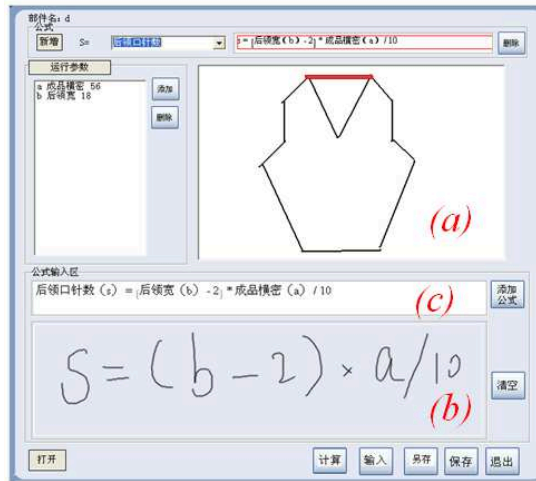 部件名: d
公式
新增 S= 后领口针数 s = [后领宽(b) -2] *成品横密(a) /10 删除
运行参数
a 成品横密 56
b 后领宽 18
添加
删除
(a)
公式输入区
后领口针数 (s) = [后领宽 (b) -2] *成品横密 (a) /10
(c)
添加
公式
S = (b - 2) × a/10
(b)
清空
打开 计算 输入 另存 保存 退出